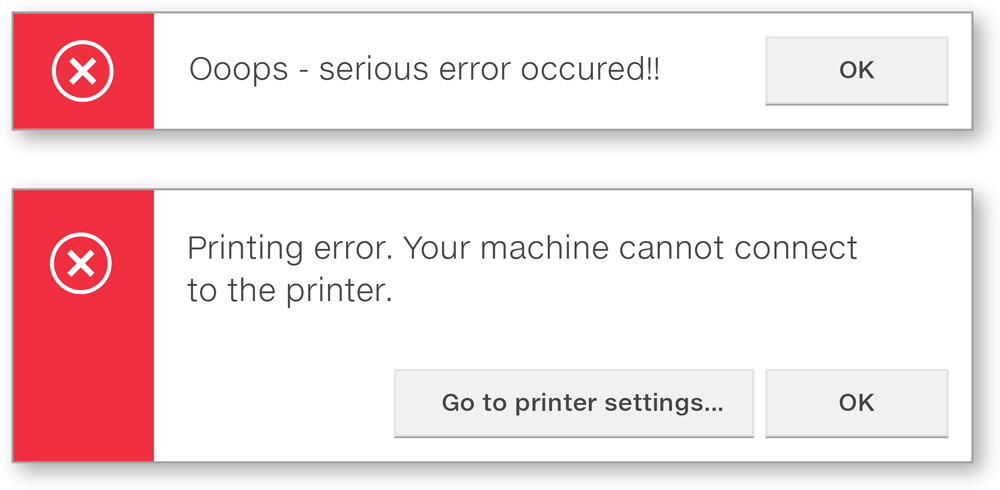 Ooops - serious error occured!!
OK
Printing error. Your machine cannot connect
to the printer.
Go to printer settings...
OK